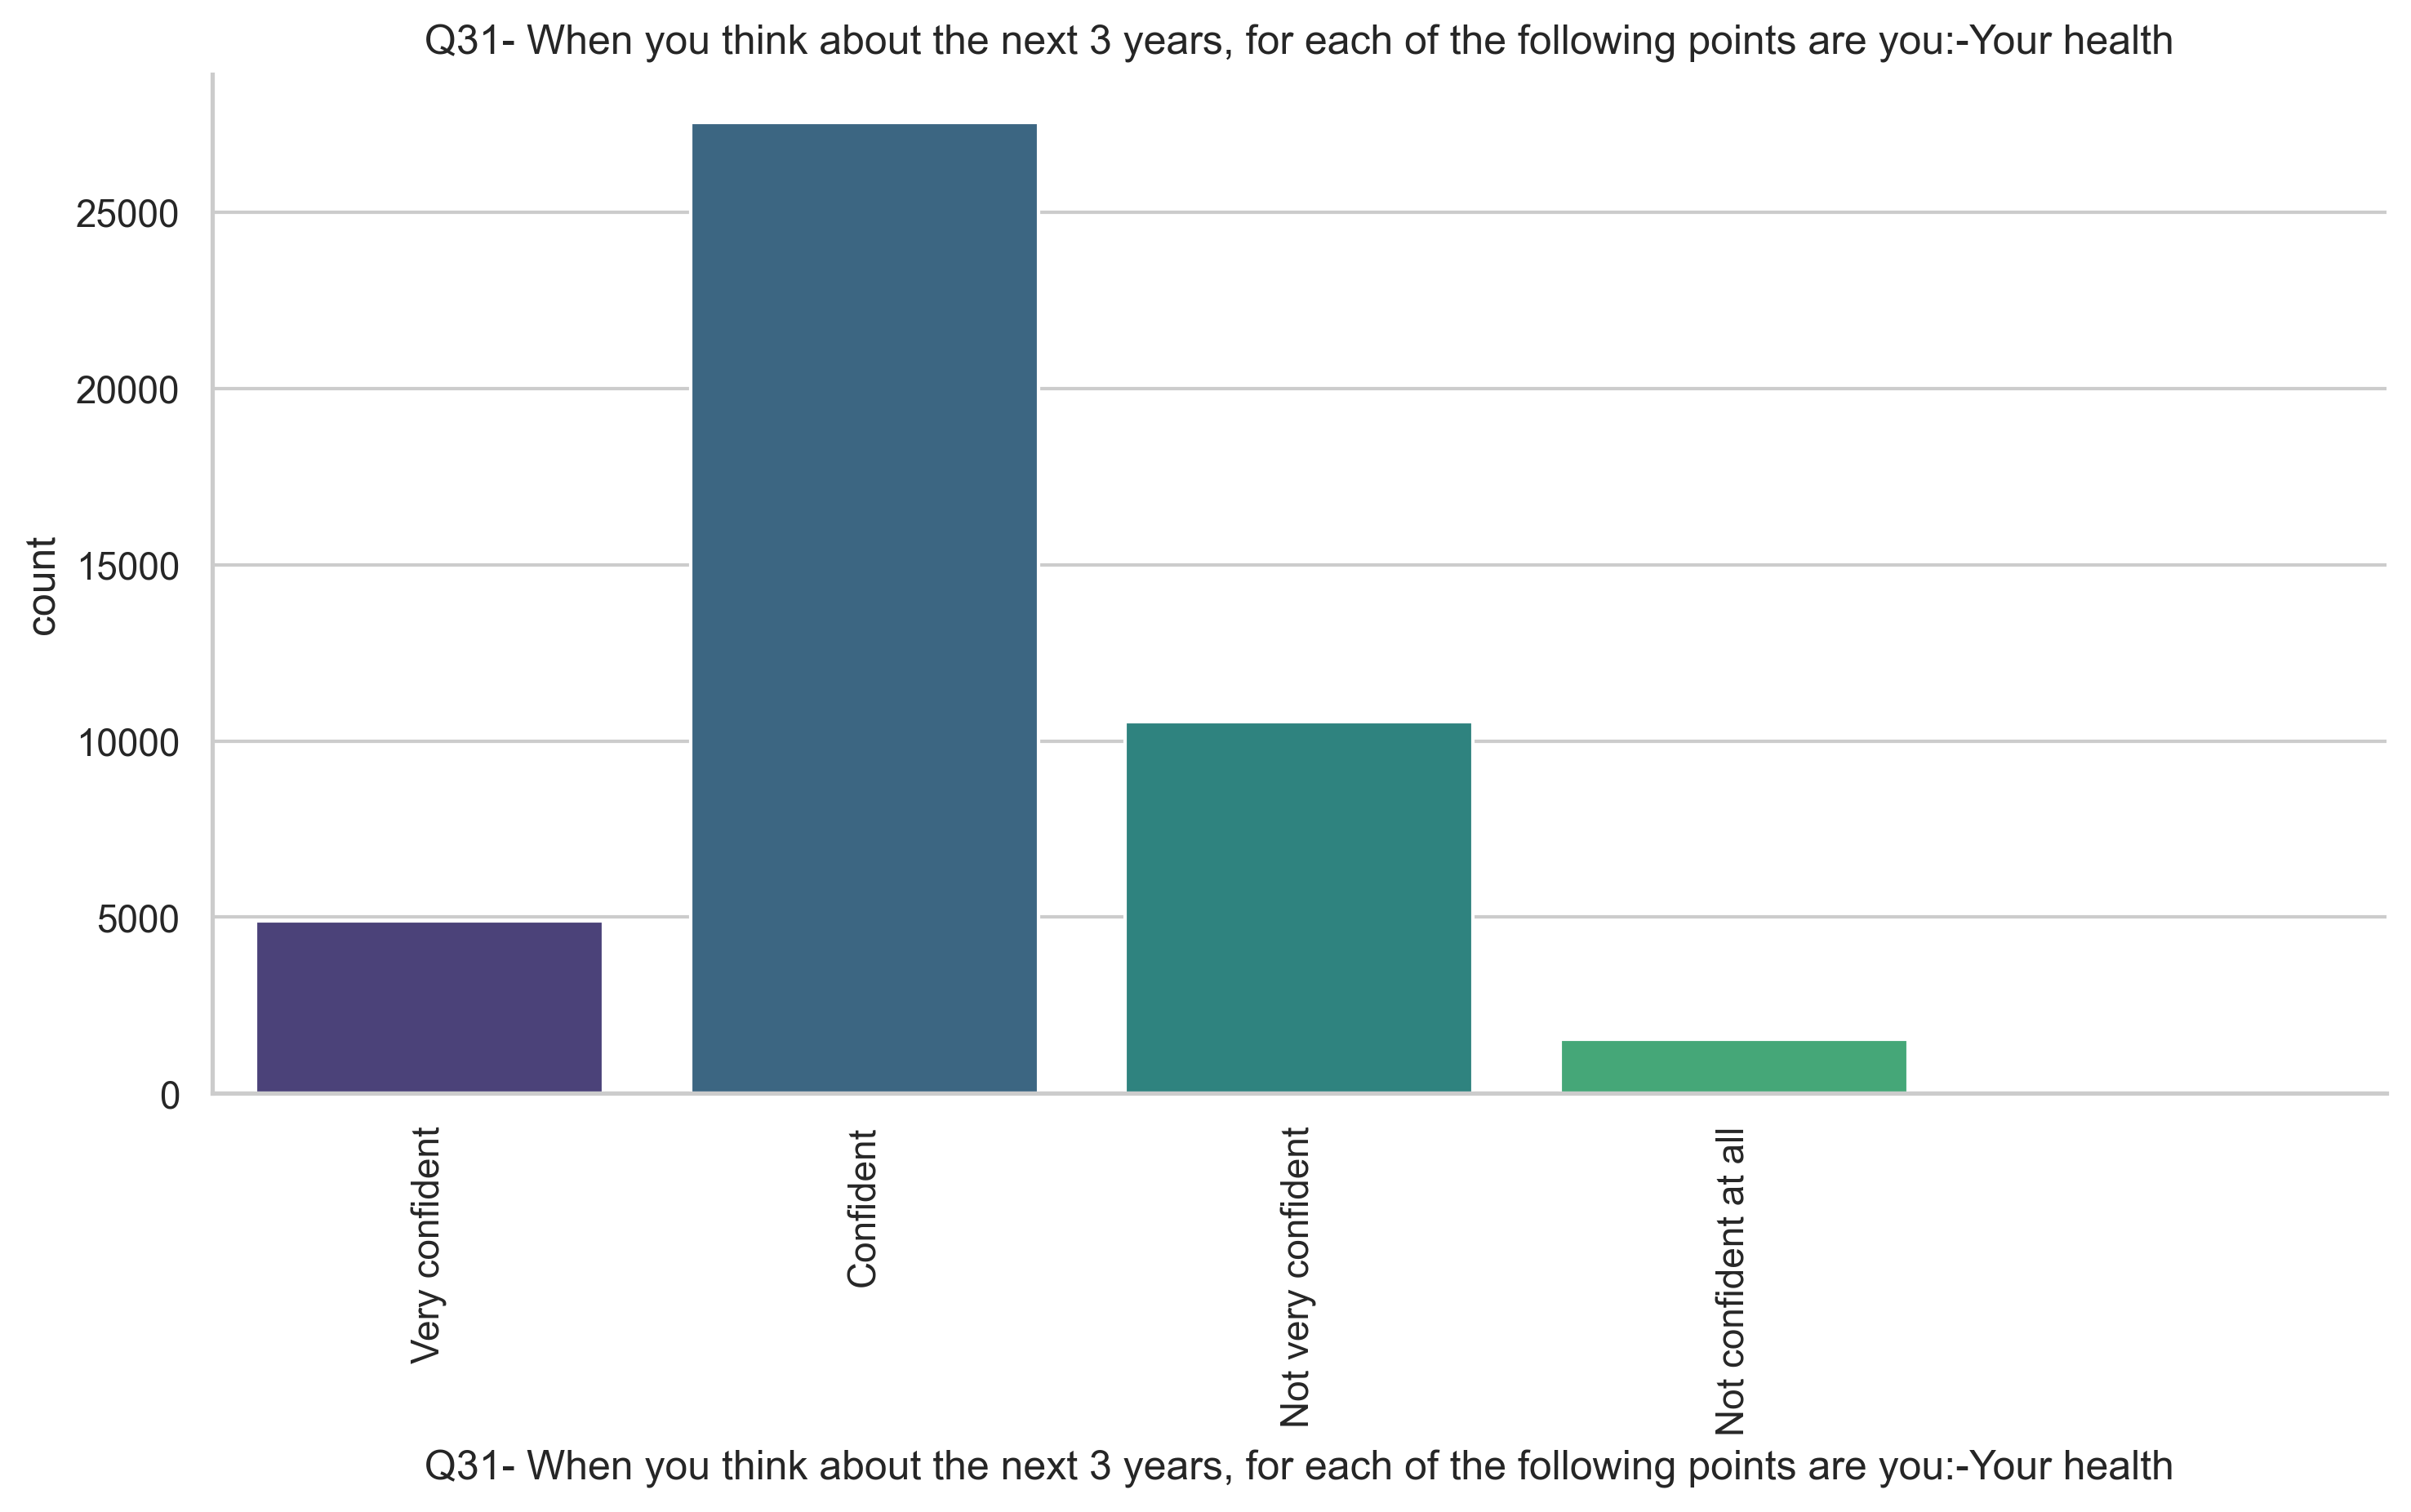 Q31- When you think about the next 3 years, for each of the following points are you:-Your health
count
25000
20000
15000
10000
5000
0
Very confident
Confident
Not very confident
Not confident at all
Q31- When you think about the next 3 years, for each of the following points are you:-Your health